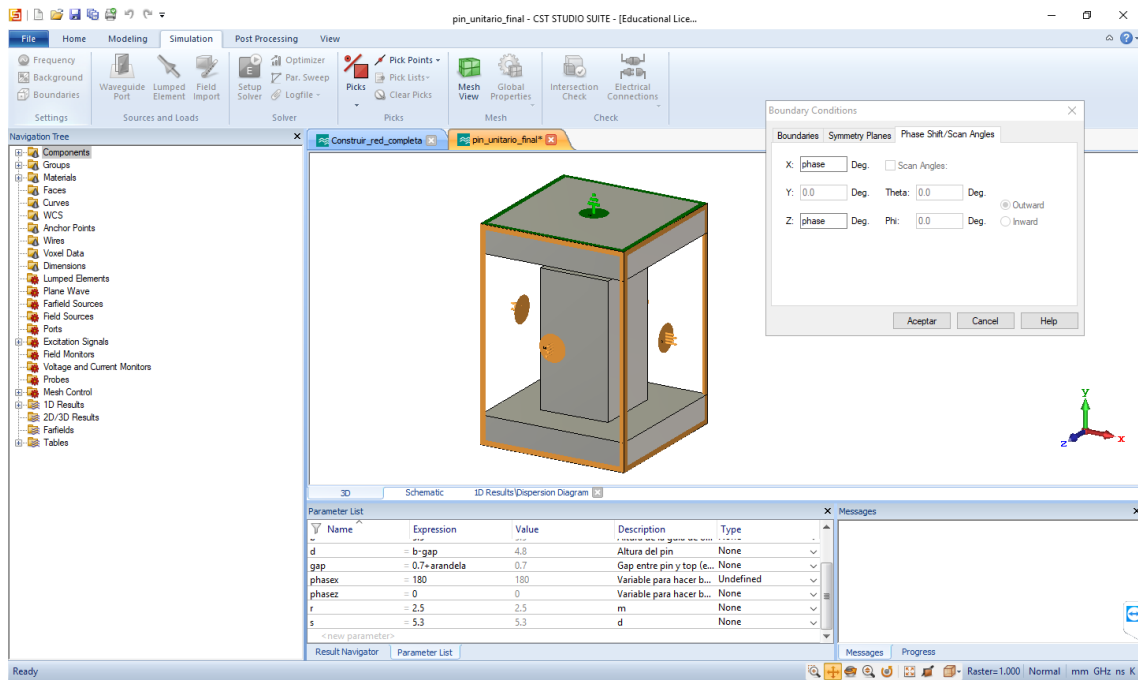 pin_unitario_final - CST STUDIO SUITE - [Educational Lice...
File Home Modeling Simulation Post Processing View
Frequency
Background
Boundaries
Settings
Waveguide Port
Lumped Element
Field Import
Sources and Loads
Setup Solver
Optimizer
Par. Sweep
Logfile
Solver
Picks
Pick Points
Pick Lists
Clear Picks
Picks
Mesh View
Global Properties
Mesh
Intersection Check
Electrical Connections
Check
Navigation Tree
Components
Groups
Materials
Faces
Curves
WCS
Anchor Points
Wires
Voxel Data
Dimensions
Lumped Elements
Plane Wave
Farfield Sources
Field Sources
Ports
Excitation Signals
Field Monitors
Voltage and Current Monitors
Probes
Mesh Control
1D Results
2D/3D Results
Farfields
Tables
Construir_red_completa
pin_unitario_final*
Boundary Conditions
Boundaries Symmetry Planes Phase Shift/Scan Angles
X: phase Deg. Scan Angles:
Y: 0.0 Deg. Theta: 0.0 Deg. Outward
Z: phase Deg. Phi: 0.0 Deg. Inward
Aceptar Cancel Help
y
z x
3D Schematic 1D Results\Dispersion Diagram
Parameter List
Name Expression Value Description Type
d = b-gap 4.8 Altura del pin None
gap = 0.7+arandela 0.7 Gap entre pin y top (e... None
phasex = 180 180 Variable para hacer b... Undefined
phasez = 0 0 Variable para hacer b... None
r = 2.5 2.5 m None
s = 5.3 5.3 d None
<new parameter>
Result Navigator Parameter List
Messages
Messages Progress
Ready
Raster=1.000 Normal mm GHz ns K